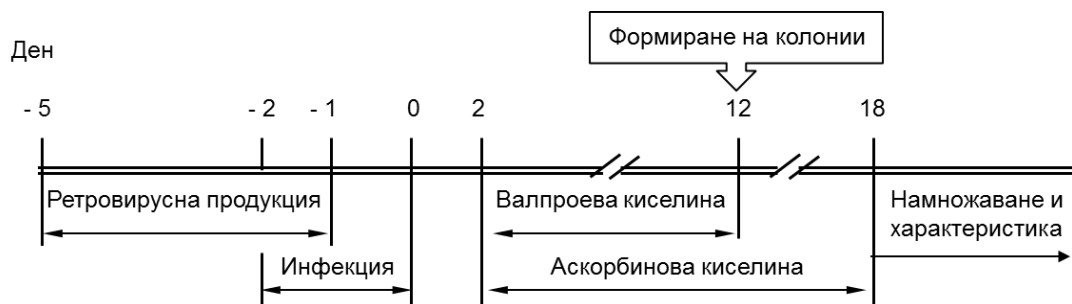 Формиране на колонии
Ден
- 5
- 2
- 1
0
2
12
18
Ретровирусна продукция
Валпроева киселина
Намножаване и
характеристика
Инфекция
Аскорбинова киселина